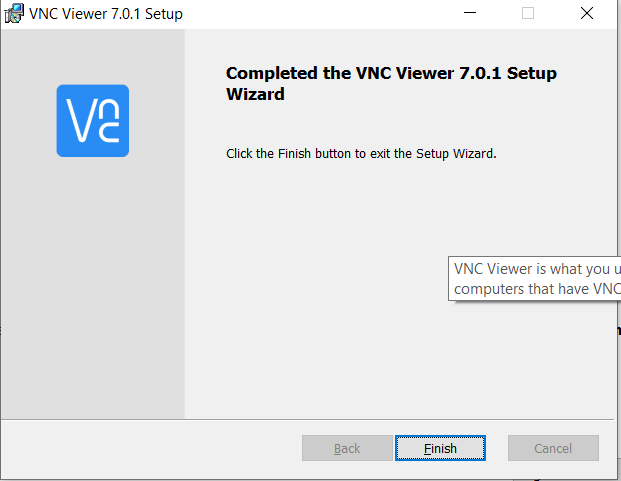 VNC Viewer 7.0.1 Setup
Vnc
Completed the VNC Viewer 7.0.1 Setup
Wizard
Click the Finish button to exit the Setup Wizard.
VNC Viewer is what you u
computers that have VNC
Back
Finish
Cancel